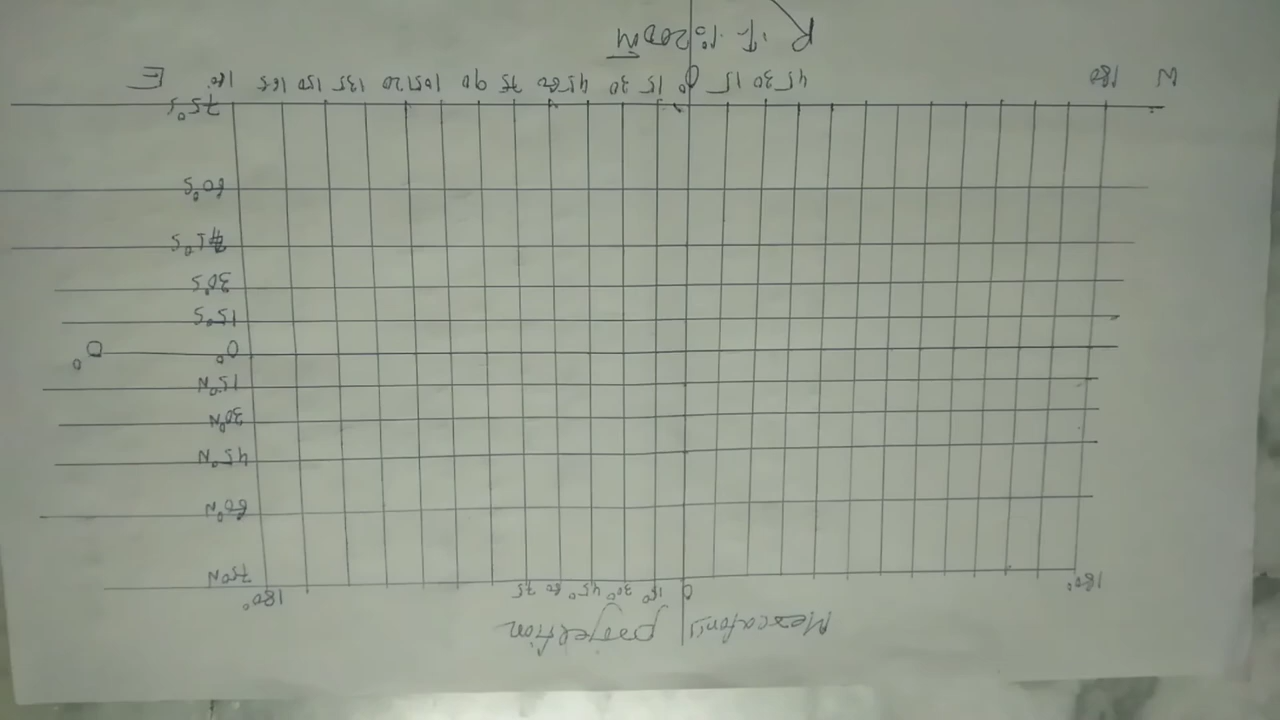 Mercator's projection
180° 0 15° 30° 45° 60 75 180°
75°N
60°N
45°N
30°N
15°N
0° 0°
15°S
30°S
45°S
60°S
75°S
W 180° 45 30 15 0° 15 30 45 60 75 90 105 120 135 150 165 180° E